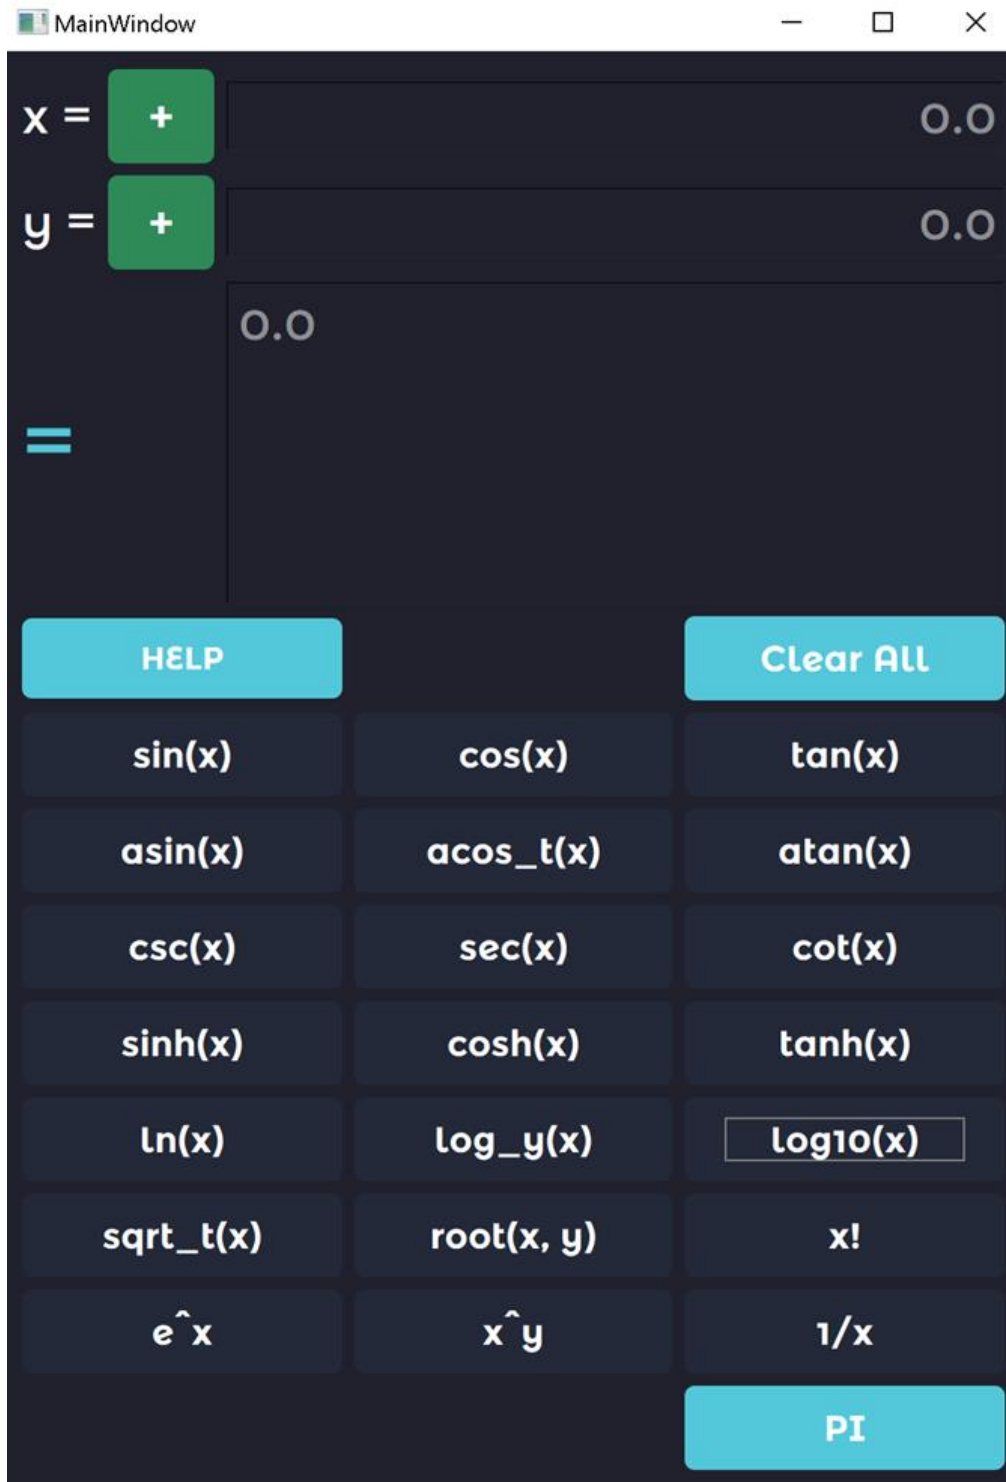 MainWindow
x = + 0.0
y = + 0.0
0.0
=
HELP Clear All
sin(x) cos(x) tan(x)
asin(x) acos_t(x) atan(x)
csc(x) sec(x) cot(x)
sinh(x) cosh(x) tanh(x)
ln(x) log_y(x) log10(x)
sqrt_t(x) root(x, y) x!
e^x x^y 1/x
PI